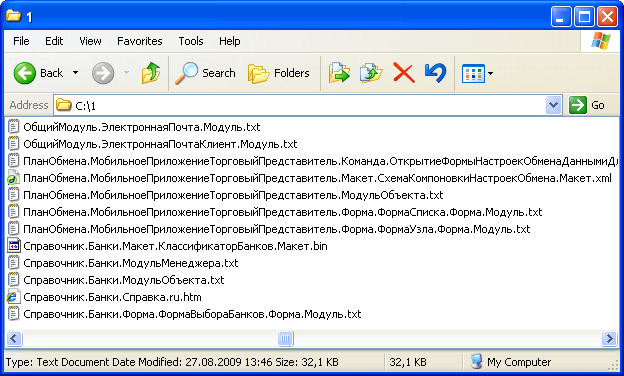 1
File Edit View Favorites Tools Help
Back Search Folders
Address C:\1 Go
ОбщийМодуль.ЭлектроннаяПочта.Модуль.txt
ОбщийМодуль.ЭлектроннаяПочтаКлиент.Модуль.txt
ПланОбмена.МобильноеПриложениеТорговыйПредставитель.Команда.ОткрытиеФормыНастроекОбменаДаннымиДл
ПланОбмена.МобильноеПриложениеТорговыйПредставитель.Макет.СхемаКомпоновкиНастроекОбмена.Макет.xml
ПланОбмена.МобильноеПриложениеТорговыйПредставитель.МодульОбъекта.txt
ПланОбмена.МобильноеПриложениеТорговыйПредставитель.Форма.ФормаСписка.Форма.Модуль.txt
ПланОбмена.МобильноеПриложениеТорговыйПредставитель.Форма.ФормаУзла.Форма.Модуль.txt
Справочник.Банки.Макет.КлассификаторБанков.Макет.bin
Справочник.Банки.МодульМенеджера.txt
Справочник.Банки.МодульОбъекта.txt
Справочник.Банки.Справка.ru.htm
Справочник.Банки.Форма.ФормаВыбораБанков.Форма.Модуль.txt
Type: Text Document Date Modified: 27.08.2009 13:46 Size: 32,1 KB 32,1 KB My Computer